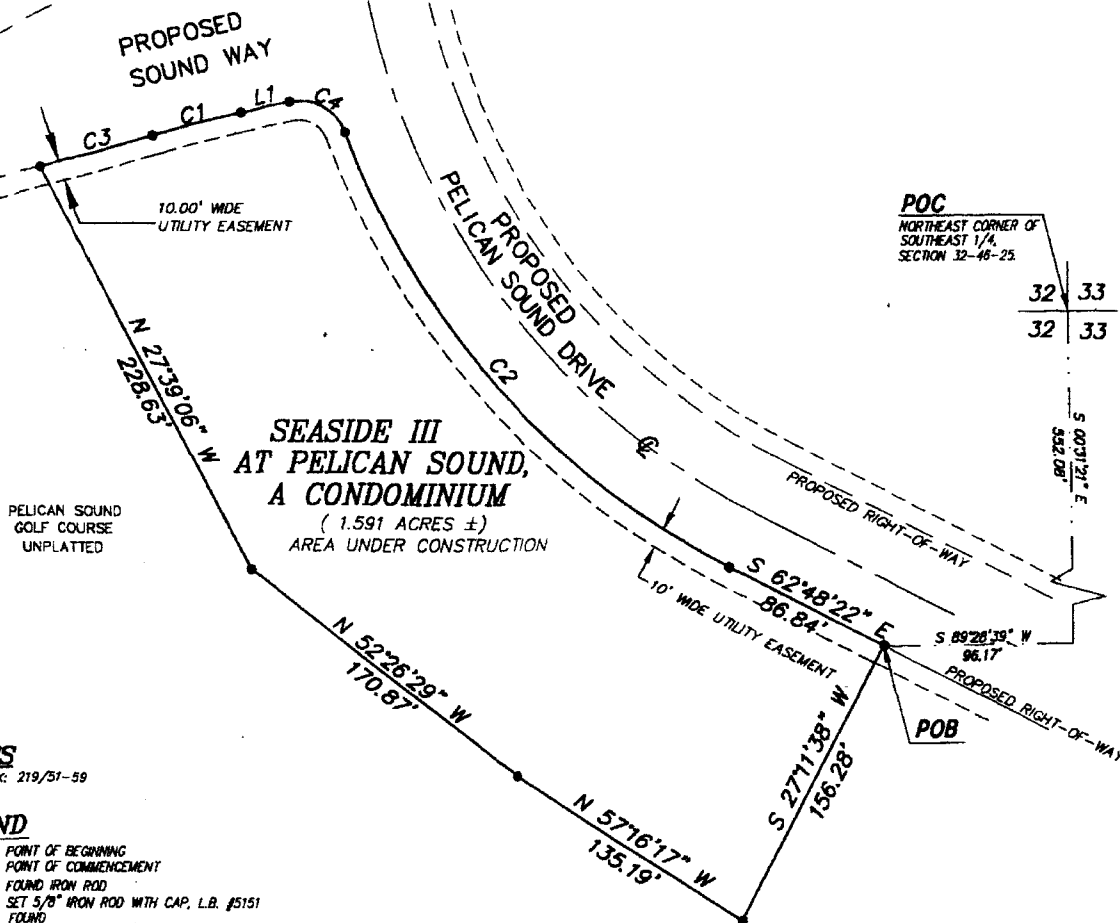 PROPOSED
SOUND WAY
C3
C1
L1
C4
10.00' WIDE
UTILITY EASEMENT
PROPOSED
PELICAN SOUND DRIVE
C2
POC
NORTHEAST CORNER OF
SOUTHEAST 1/4,
SECTION 32-46-25.
32 33
32 33
S 00°31'21" E
552.08'
N 27°39'06" W
228.63'
SEASIDE III
AT PELICAN SOUND,
A CONDOMINIUM
( 1.591 ACRES ±)
AREA UNDER CONSTRUCTION
PELICAN SOUND
GOLF COURSE
UNPLATTED
PROPOSED RIGHT-OF-WAY
S 62°48'22" E
86.84'
10' WIDE UTILITY EASEMENT
S 89°28'39" W
96.17'
PROPOSED RIGHT-OF-WAY
POB
N 52°26'29" W
170.87'
S 27°11'38" W
156.28'
N 57°16'17" W
135.19'
S
: 219/51-59
ND
POINT OF BEGINNING
POINT OF COMMENCEMENT
FOUND IRON ROD
SET 5/8" IRON ROD WITH CAP, L.B. #5151
FOUND